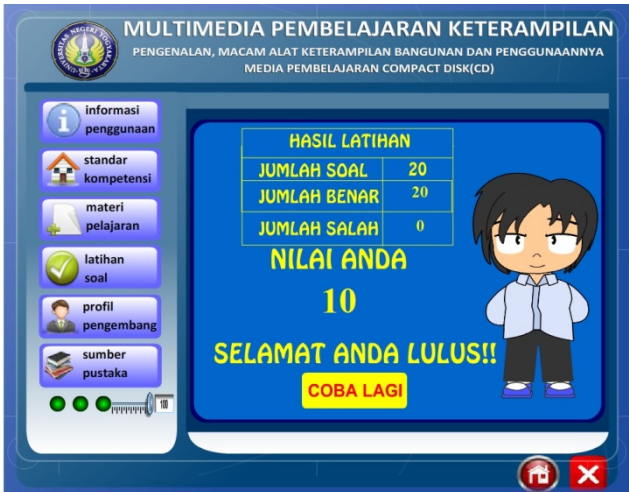 MULTIMEDIA PEMBELAJARAN KETERAMPILAN
PENGENALAN, MACAM ALAT KETERAMPILAN BANGUNAN DAN PENGGUNAANNYA
MEDIA PEMBELAJARAN COMPACT DISK(CD)
informasi
penggunaan
standar
kompetensi
materi
pelajaran
latihan
soal
profil
pengembang
sumber
pustaka
100
HASIL LATIHAN
JUMLAH SOAL 20
JUMLAH BENAR 20
JUMLAH SALAH 0
NILAI ANDA
10
SELAMAT ANDA LULUS!!
COBA LAGI